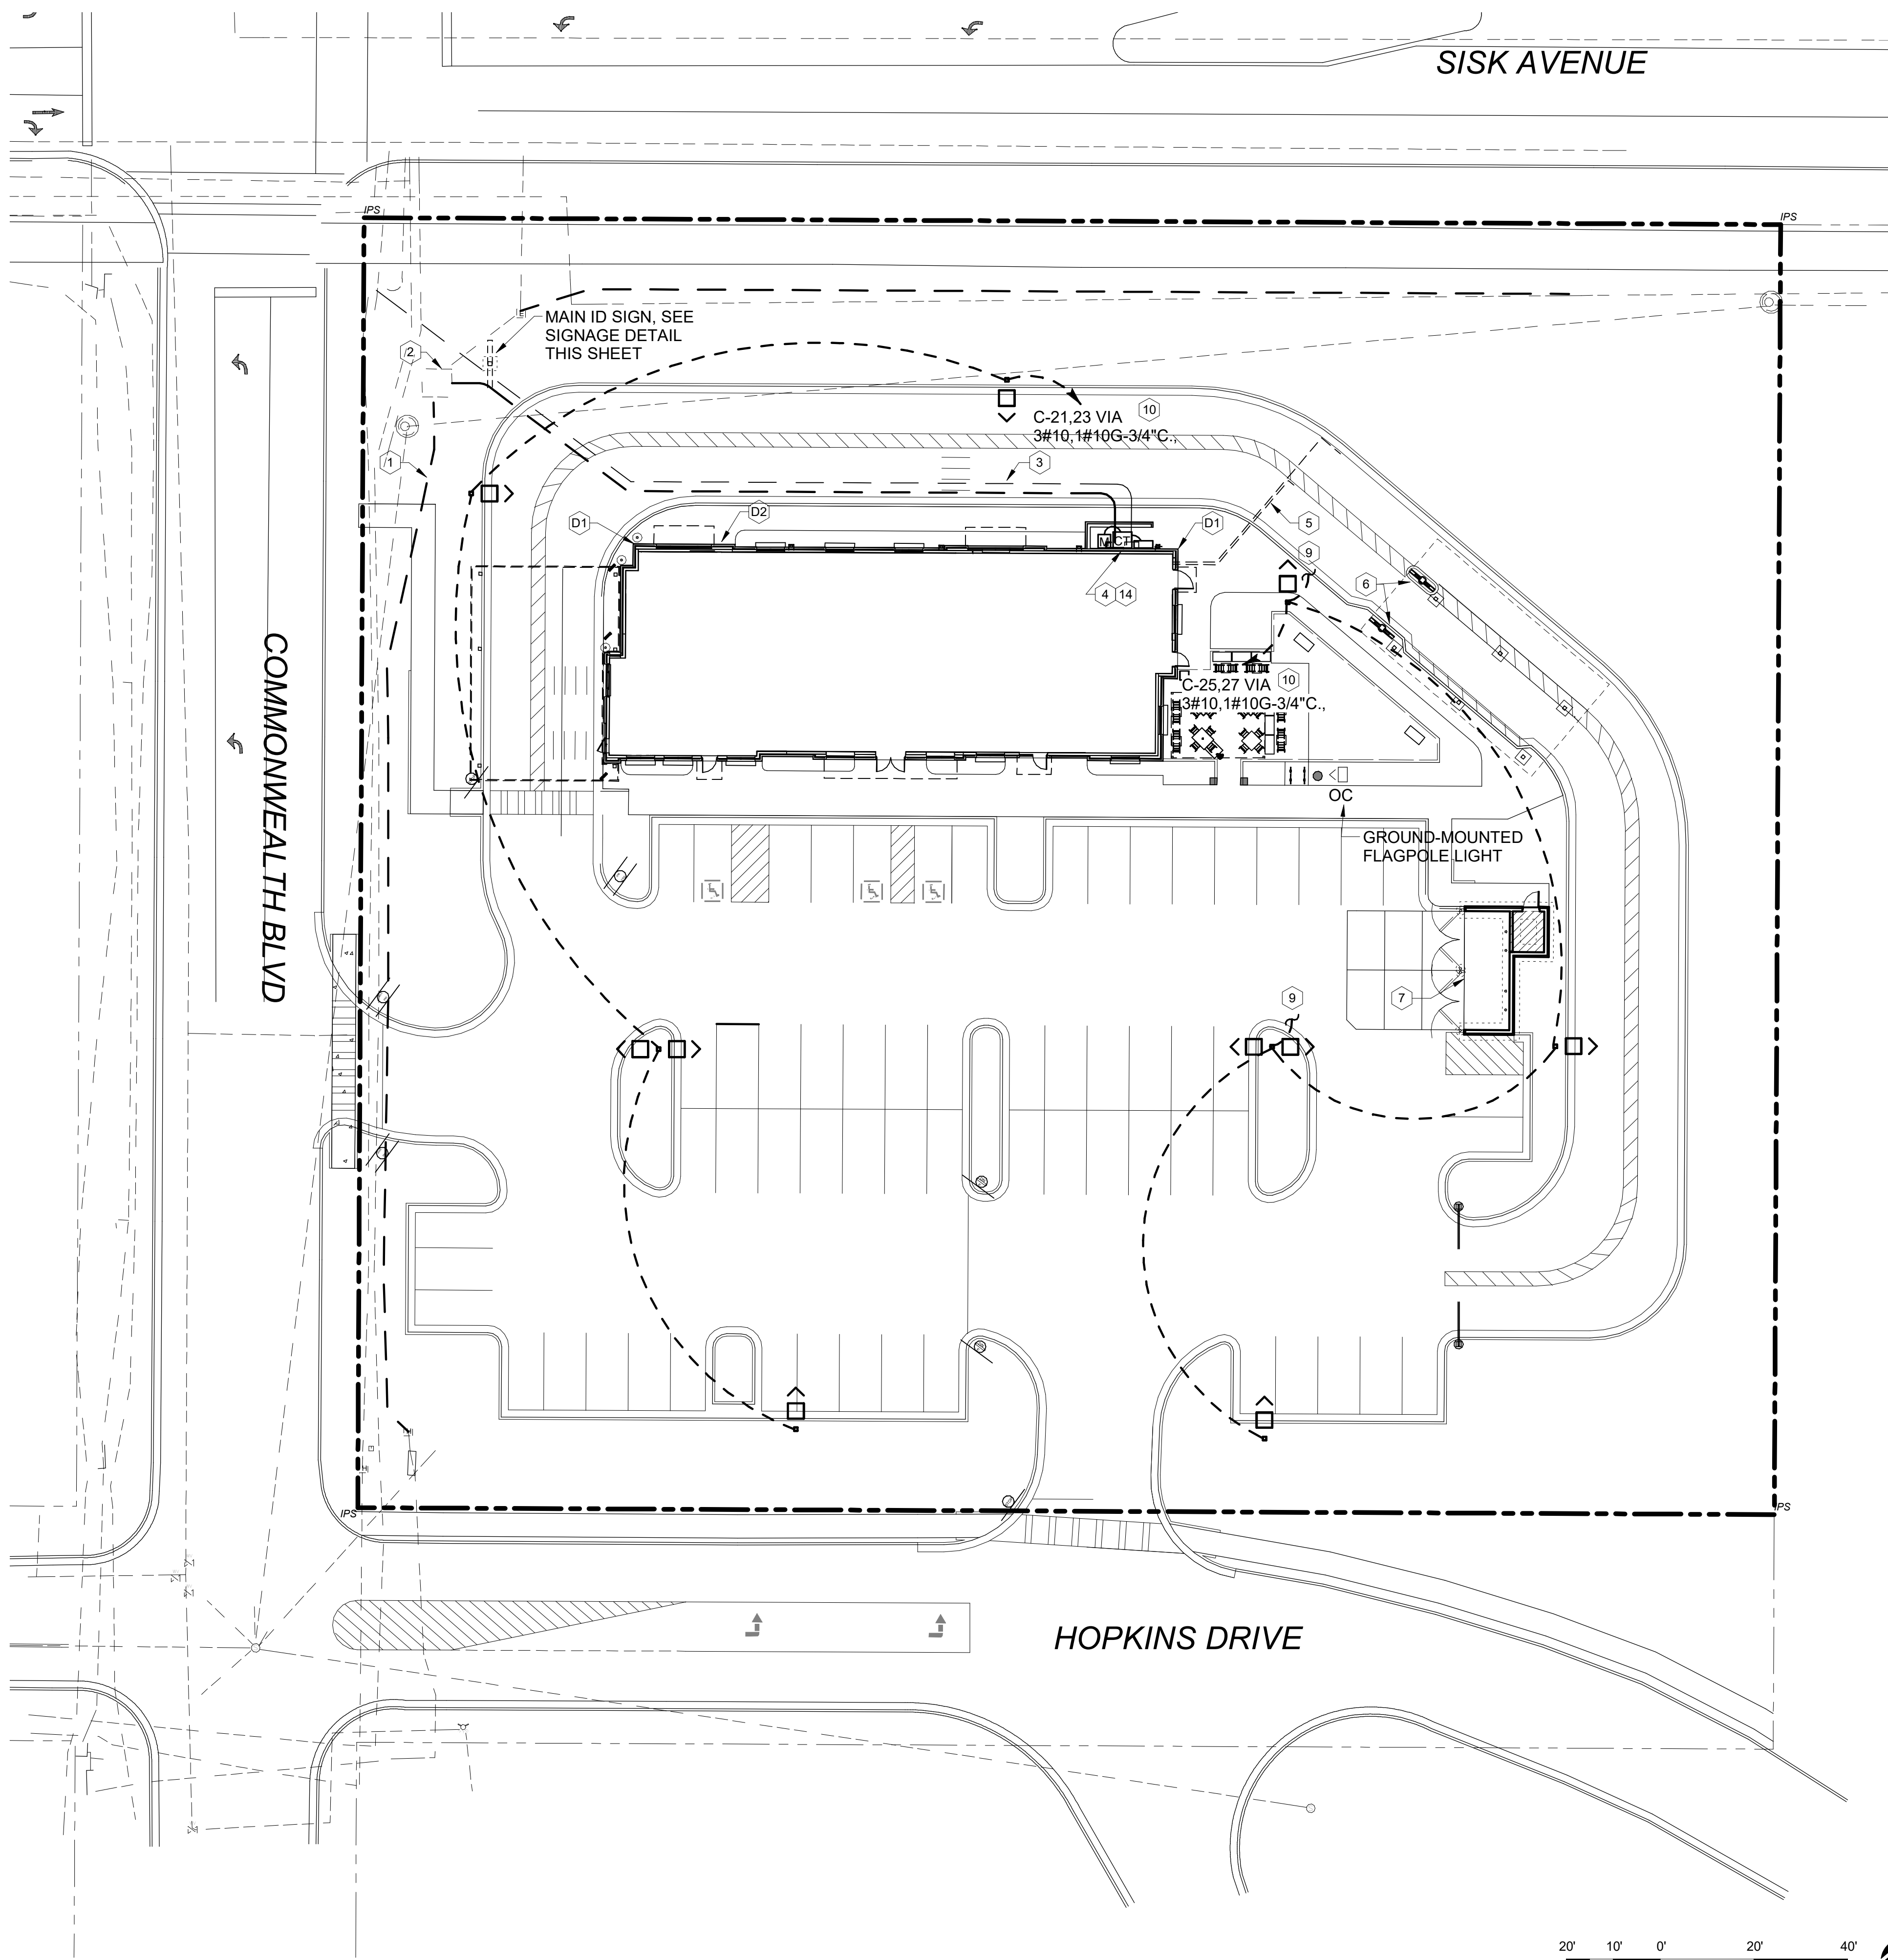 SISK AVENUE
IPS
IPS
MAIN ID SIGN, SEE
SIGNAGE DETAIL
THIS SHEET
2
10
C-21,23 VIA
3#10,1#10G-3/4"C.,
1
3
D1
D2
D1
5
M
CT
9
4
14
6
COMMONWEALTH BLVD
10
C-25,27 VIA
3#10,1#10G-3/4"C.,
OC
GROUND-MOUNTED
FLAGPOLE LIGHT
9
7
IPS
IPS
HOPKINS DRIVE
20' 10' 0' 20' 40'